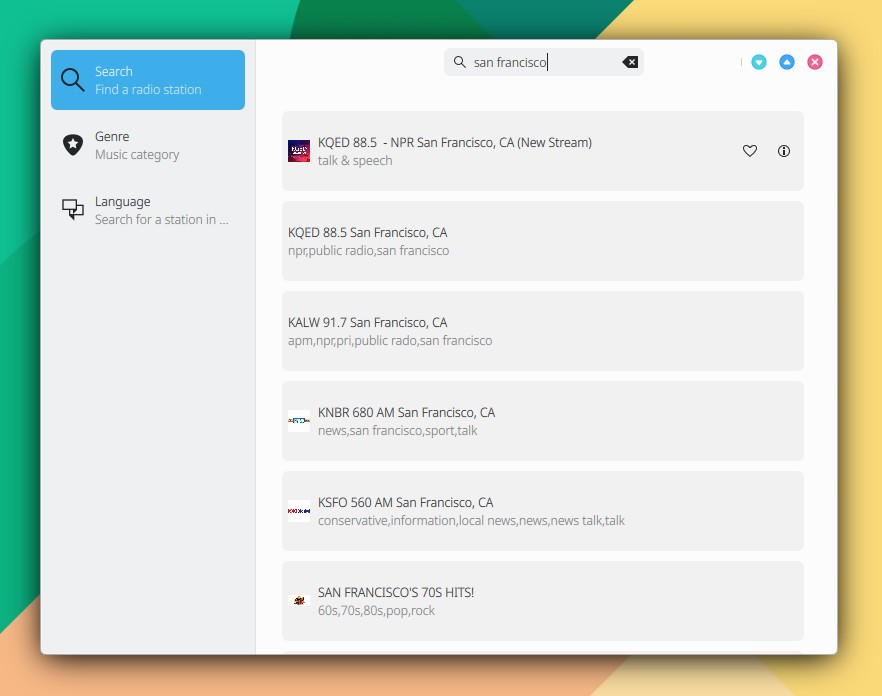 Search
Find a radio station
Genre
Music category
Language
Search for a station in ...
san francisco
KQED 88.5  - NPR San Francisco, CA (New Stream)
talk & speech
KQED 88.5 San Francisco, CA
npr,public radio,san francisco
KALW 91.7 San Francisco, CA
apm,npr,pri,public rado,san francisco
KNBR 680 AM San Francisco, CA
news,san francisco,sport,talk
KSFO 560 AM San Francisco, CA
conservative,information,local news,news,news talk,talk
SAN FRANCISCO'S 70S HITS!
60s,70s,80s,pop,rock